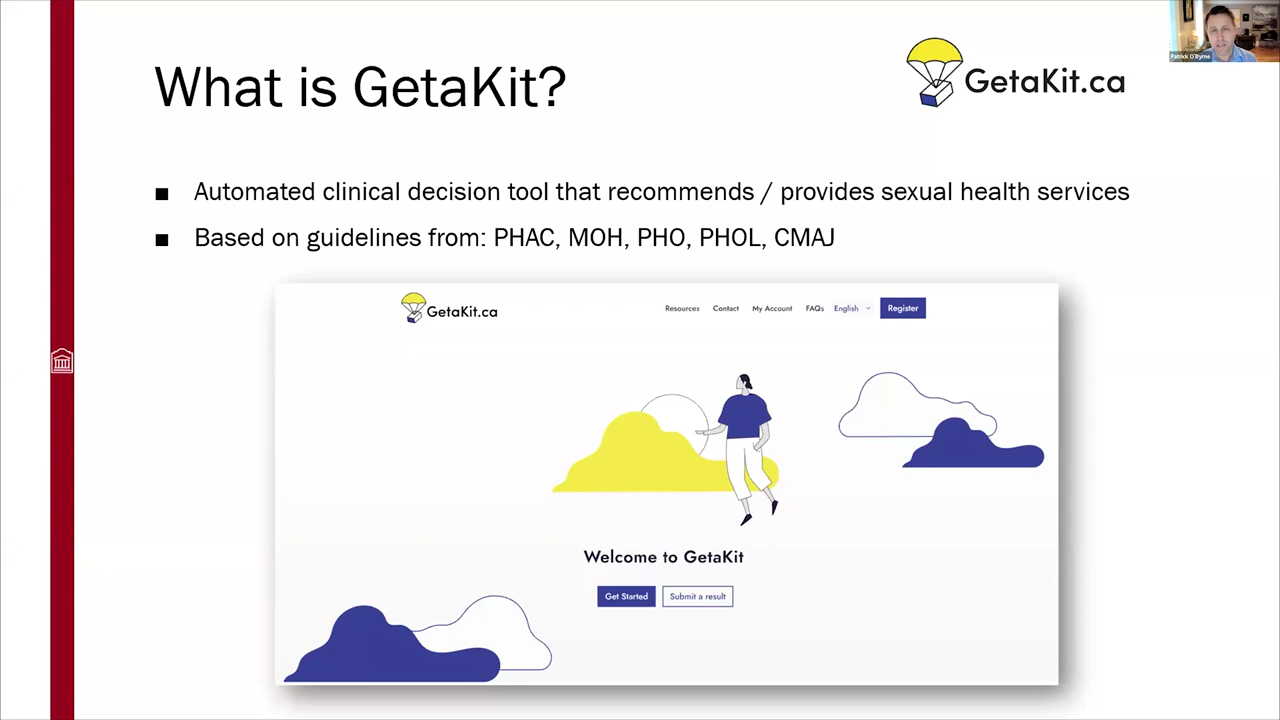 What is GetaKit?
GetaKit.ca
Patrick O'Byrne
■ Automated clinical decision tool that recommends / provides sexual health services
■ Based on guidelines from: PHAC, MOH, PHO, PHOL, CMAJ
GetaKit.ca
Resources Contact My Account FAQs English Register
Welcome to GetaKit
Get Started Submit a result